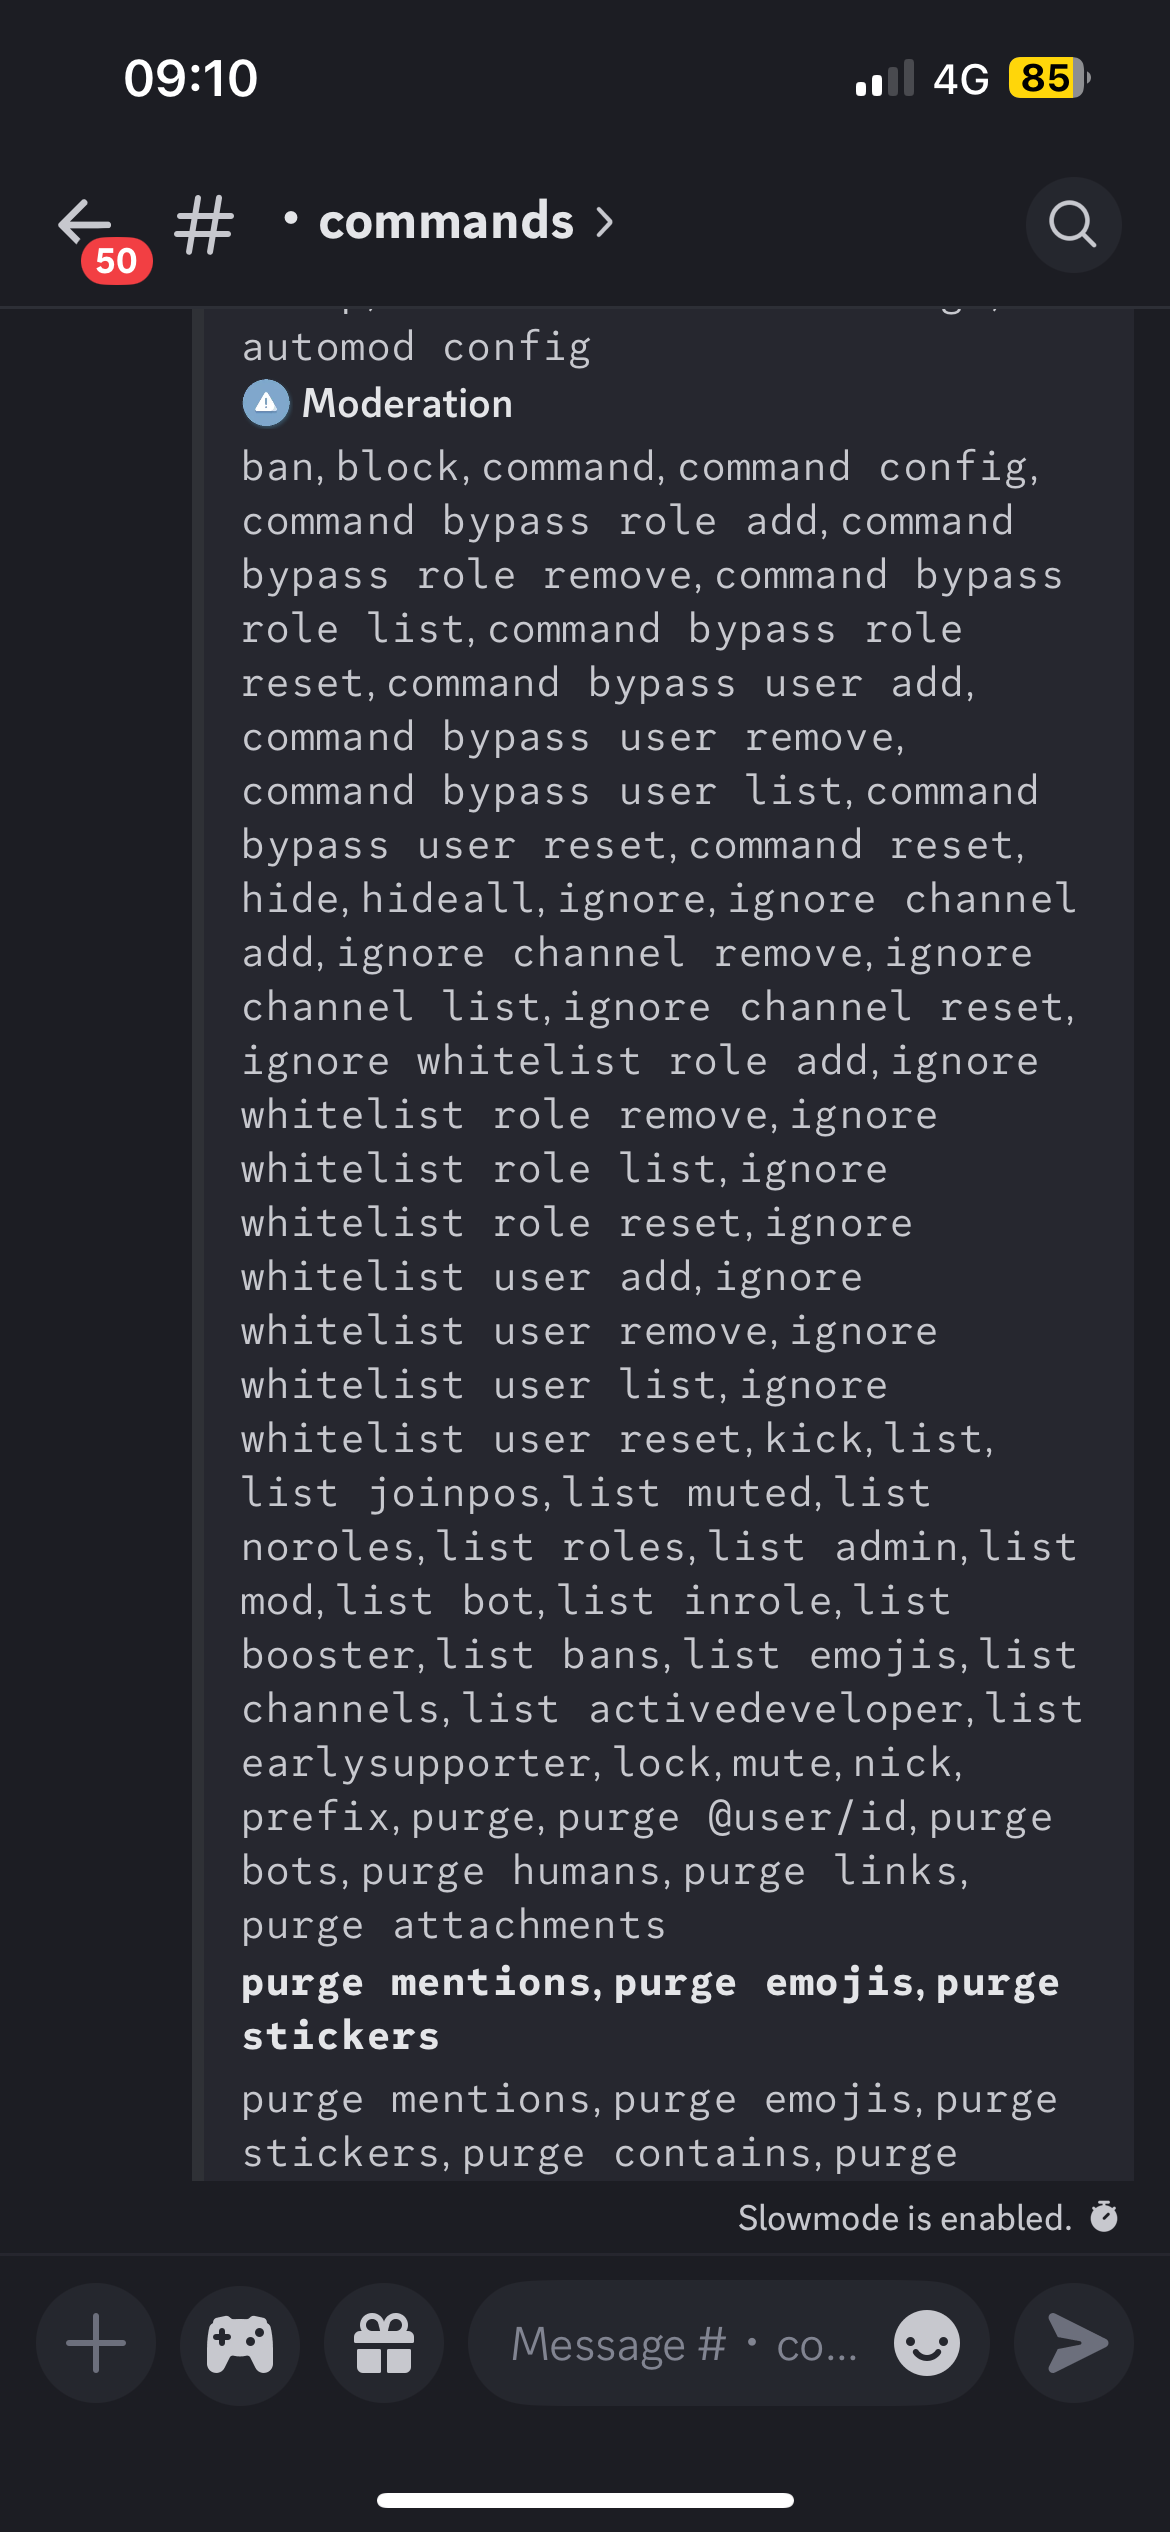 09:10
4G 85
50
# • commands
automod config
Moderation
ban, block, command, command config,
command bypass role add, command
bypass role remove, command bypass
role list, command bypass role
reset, command bypass user add,
command bypass user remove,
command bypass user list, command
bypass user reset, command reset,
hide, hideall, ignore, ignore channel
add, ignore channel remove, ignore
channel list, ignore channel reset,
ignore whitelist role add, ignore
whitelist role remove, ignore
whitelist role list, ignore
whitelist role reset, ignore
whitelist user add, ignore
whitelist user remove, ignore
whitelist user list, ignore
whitelist user reset, kick, list,
list joinpos, list muted, list
noroles, list roles, list admin, list
mod, list bot, list inrole, list
booster, list bans, list emojis, list
channels, list activedeveloper, list
earlysupporter, lock, mute, nick,
prefix, purge, purge @user/id, purge
bots, purge humans, purge links,
purge attachments
purge mentions, purge emojis, purge
stickers
purge mentions, purge emojis, purge
stickers, purge contains, purge
Slowmode is enabled.
Message # • co...